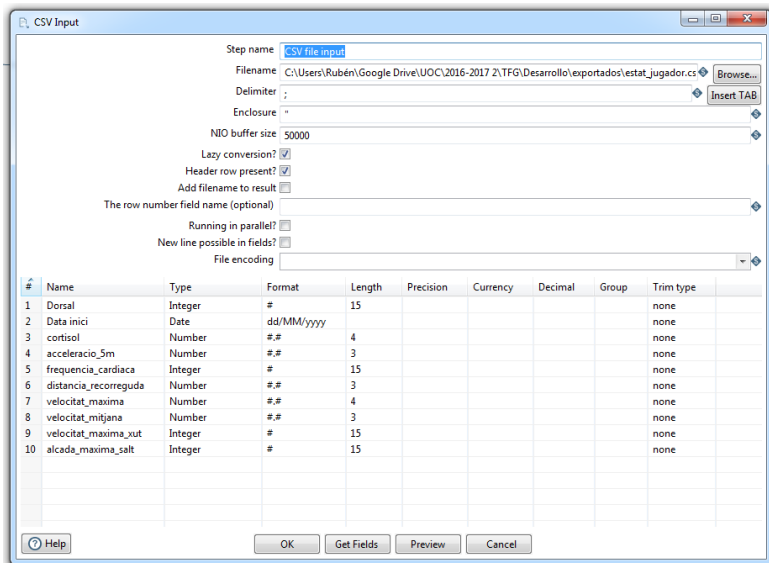 CSV Input
Step name CSV file input
Filename C:\Users\Rubén\Google Drive\UOC\2016-2017 2\TFG\Desarrollo\exportados\estat_jugador.cs Browse...
Delimiter ; Insert TAB
Enclosure "
NIO buffer size 50000
Lazy conversion?
Header row present?
Add filename to result
The row number field name (optional)
Running in parallel?
New line possible in fields?
File encoding
# Name Type Format Length Precision Currency Decimal Group Trim type
1 Dorsal Integer # 15 none
2 Data inici Date dd/MM/yyyy none
3 cortisol Number #.# 4 none
4 acceleracio_5m Number #.# 3 none
5 frequencia_cardiaca Integer # 15 none
6 distancia_recorreguda Number #.# 3 none
7 velocitat_maxima Number #.# 4 none
8 velocitat_mitjana Number #.# 3 none
9 velocitat_maxima_xut Integer # 15 none
10 alcada_maxima_salt Integer # 15 none
Help OK Get Fields Preview Cancel